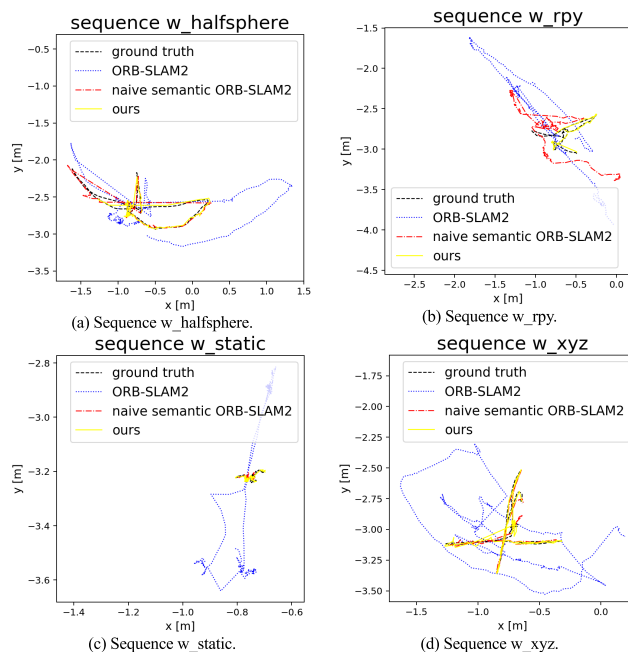 sequence w_halfsphere
−0.5
−1.0
−1.5
−2.0
−2.5
−3.0
−3.5
y [m]
ground truth
ORB-SLAM2
naive semantic ORB-SLAM2
ours
−1.5 −1.0 −0.5 0.0 0.5 1.0 1.5
x [m]
(a) Sequence w_halfsphere.
sequence w_rpy
−1.5
−2.0
−2.5
−3.0
−3.5
−4.0
−4.5
y [m]
ground truth
ORB-SLAM2
naive semantic ORB-SLAM2
ours
−2.5 −2.0 −1.5 −1.0 −0.5 0.0
x [m]
(b) Sequence w_rpy.
sequence w_static
−2.8
−3.0
−3.2
−3.4
−3.6
y [m]
ground truth
ORB-SLAM2
naive semantic ORB-SLAM2
ours
−1.4 −1.2 −1.0 −0.8 −0.6
x [m]
(c) Sequence w_static.
sequence w_xyz
−1.75
−2.00
−2.25
−2.50
−2.75
−3.00
−3.25
−3.50
y [m]
ground truth
ORB-SLAM2
naive semantic ORB-SLAM2
ours
−1.5 −1.0 −0.5 0.0
x [m]
(d) Sequence w_xyz.